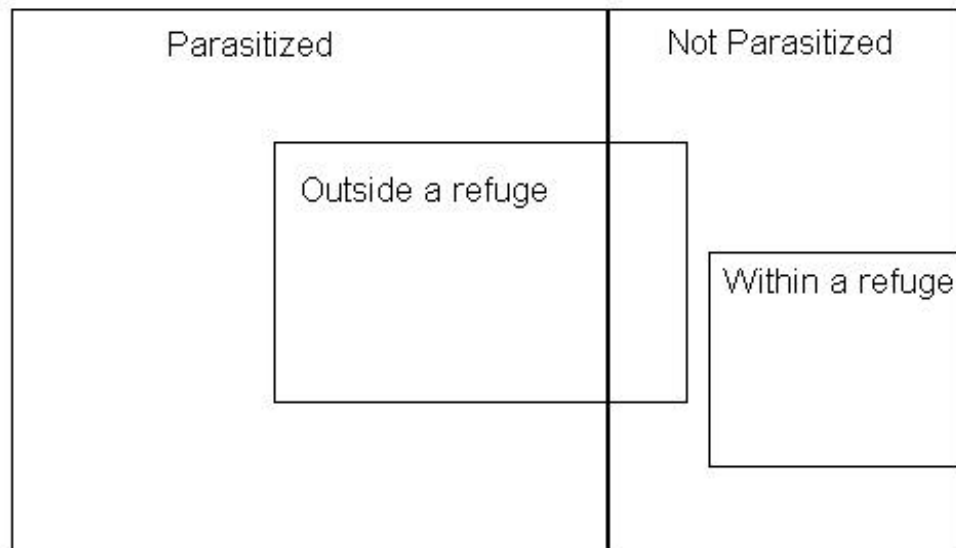 Parasitized
Not Parasitized
Outside a refuge
Within a refuge